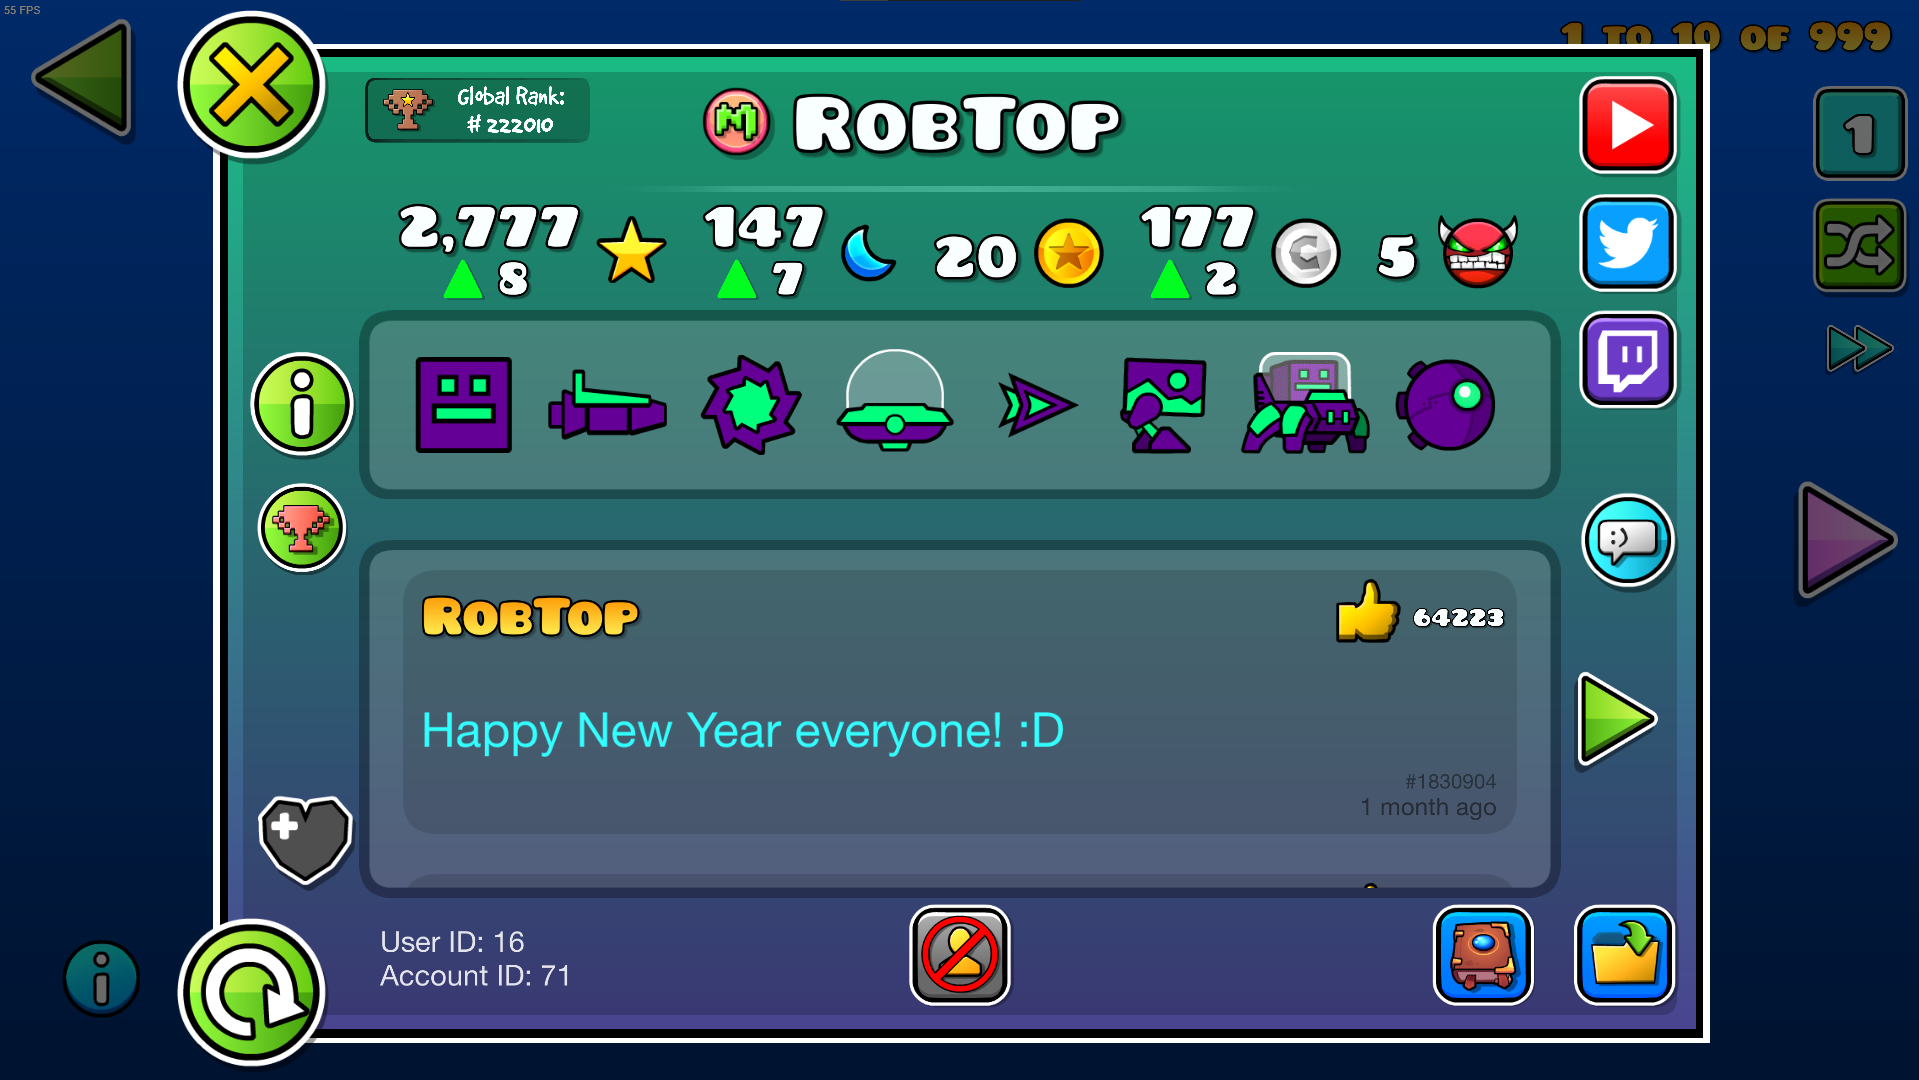 55 FPS
1 TO 10 OF 999
Global Rank:
# 222010
M
ROBTOP
1
2,777
8
147
7
20
177
2
C
5
ROBTOP
64223
:)
Happy New Year everyone! :D
#1830904
1 month ago
User ID: 16
Account ID: 71